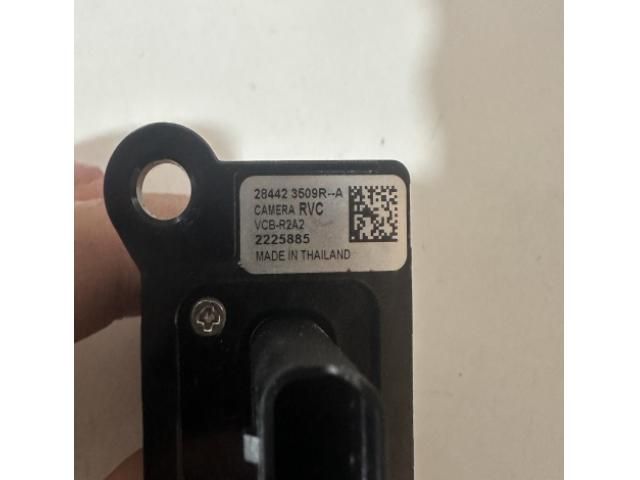 28442 3509R--A
CAMERA RVC
VCB-R2A2
2225885
MADE IN THAILAND